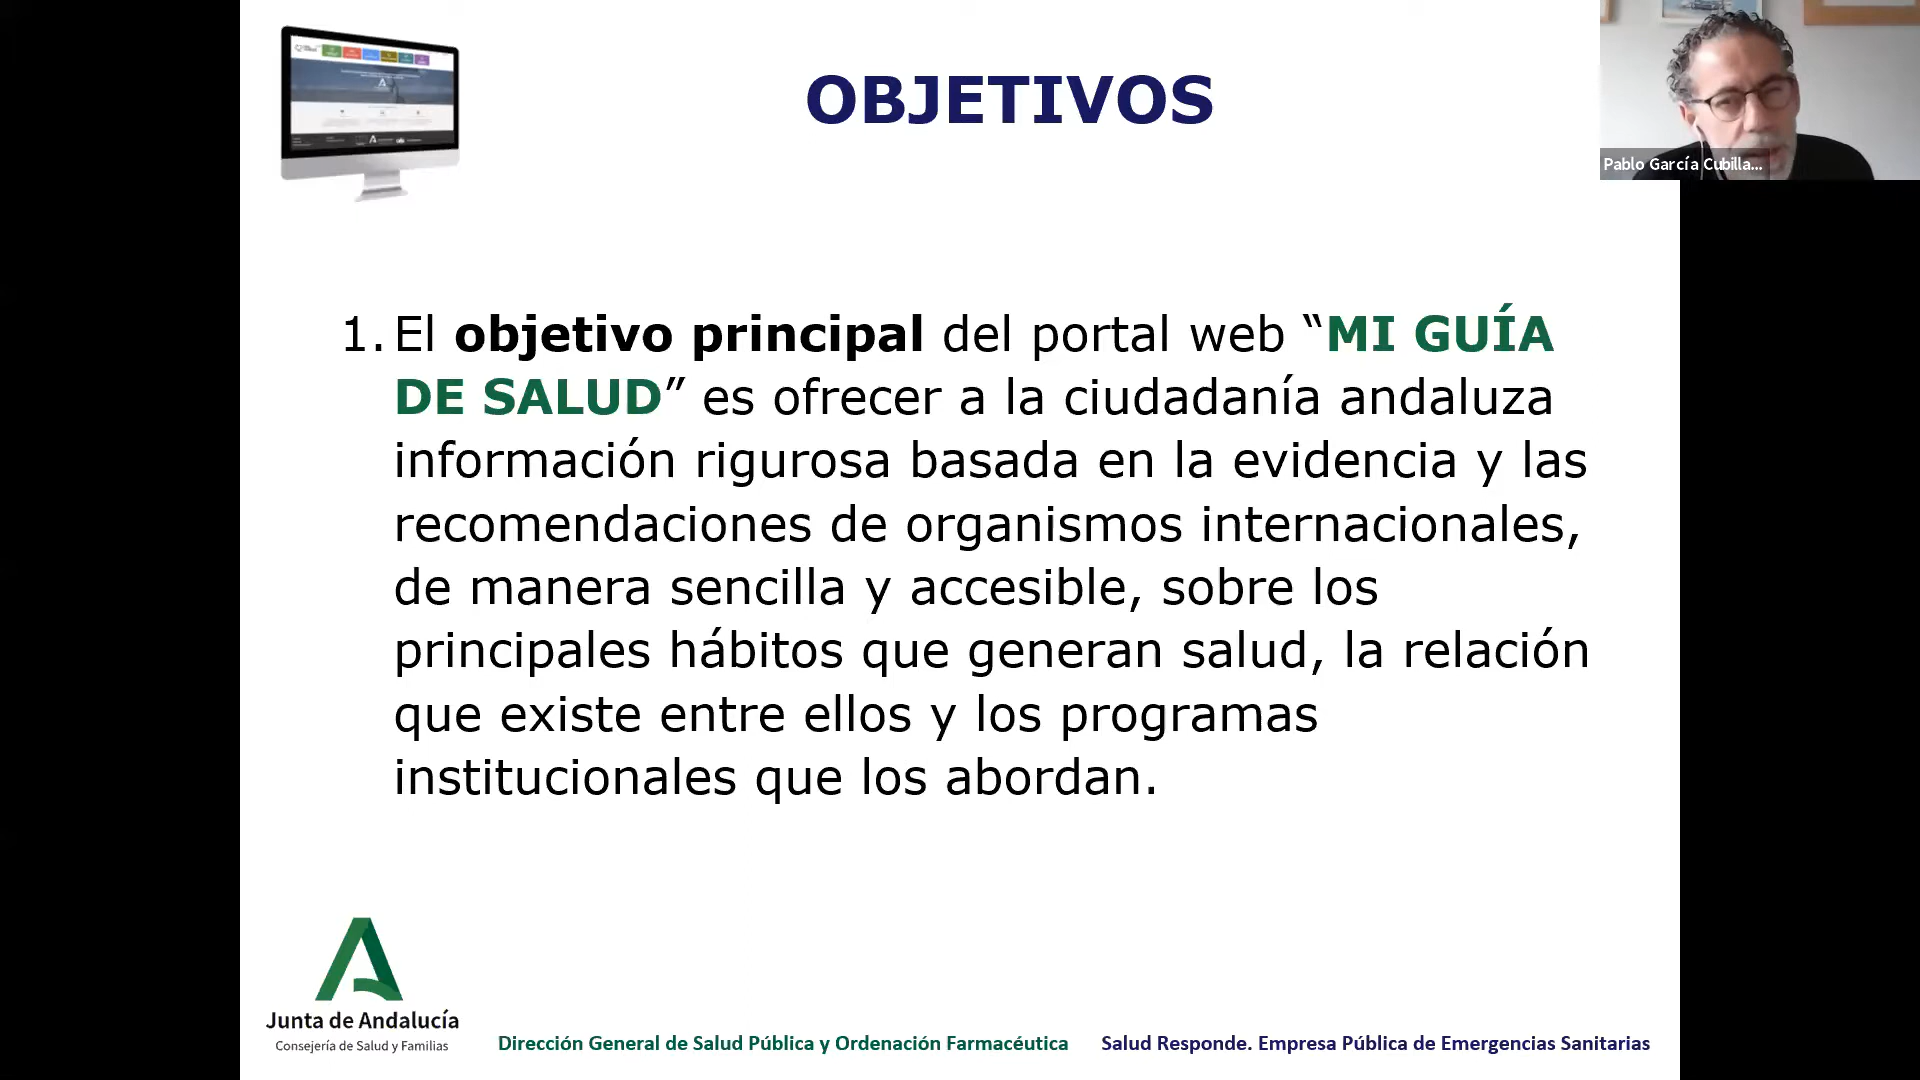 OBJETIVOS
Pablo García Cubilla...
1. El objetivo principal del portal web “MI GUÍA
DE SALUD” es ofrecer a la ciudadanía andaluza
información rigurosa basada en la evidencia y las
recomendaciones de organismos internacionales,
de manera sencilla y accesible, sobre los
principales hábitos que generan salud, la relación
que existe entre ellos y los programas
institucionales que los abordan.
Junta de Andalucía
Consejería de Salud y Familias
Dirección General de Salud Pública y Ordenación Farmacéutica
Salud Responde. Empresa Pública de Emergencias Sanitarias